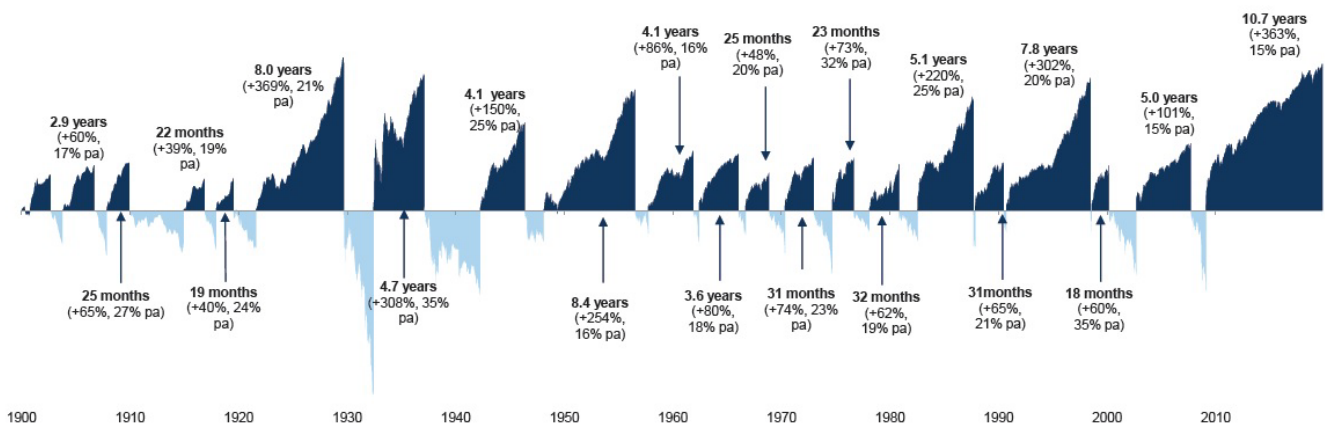 2.9 years
(+60%,
17% pa)
25 months
(+65%, 27% pa)
22 months
(+39%, 19%
pa)
19 months
(+40%, 24%
pa)
8.0 years
(+369%, 21%
pa)
4.7 years
(+308%, 35%
pa)
4.1 years
(+150%,
25% pa)
8.4 years
(+254%,
16% pa)
4.1 years
(+86%, 16%
pa)
3.6 years
(+80%,
18% pa)
25 months
(+48%,
20% pa)
31 months
(+74%, 23%
pa)
23 months
(+73%,
32% pa)
32 months
(+62%,
19% pa)
5.1 years
(+220%,
25% pa)
31months
(+65%,
21% pa)
7.8 years
(+302%,
20% pa)
18 months
(+60%,
35% pa)
5.0 years
(+101%,
15% pa)
10.7 years
(+363%,
15% pa)
1900 1910 1920 1930 1940 1950 1960 1970 1980 1990 2000 2010